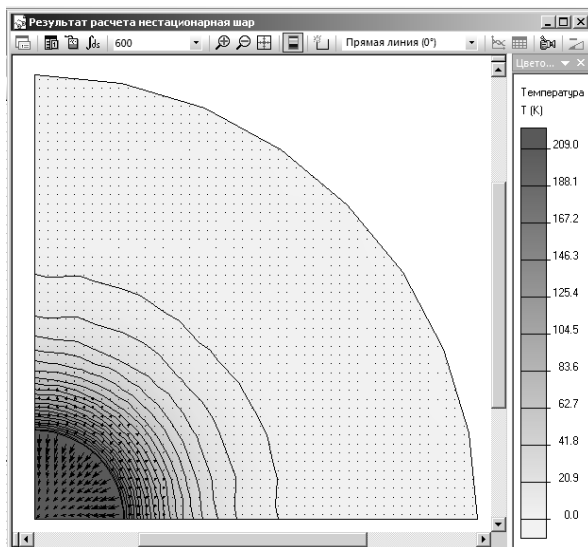 Результат расчета нестационарная шар
∫ds 600 Прямая линия (0°)
Цвето...
Температура
T (K)
209.0
188.1
167.2
146.3
125.4
104.5
83.6
62.7
41.8
20.9
0.0